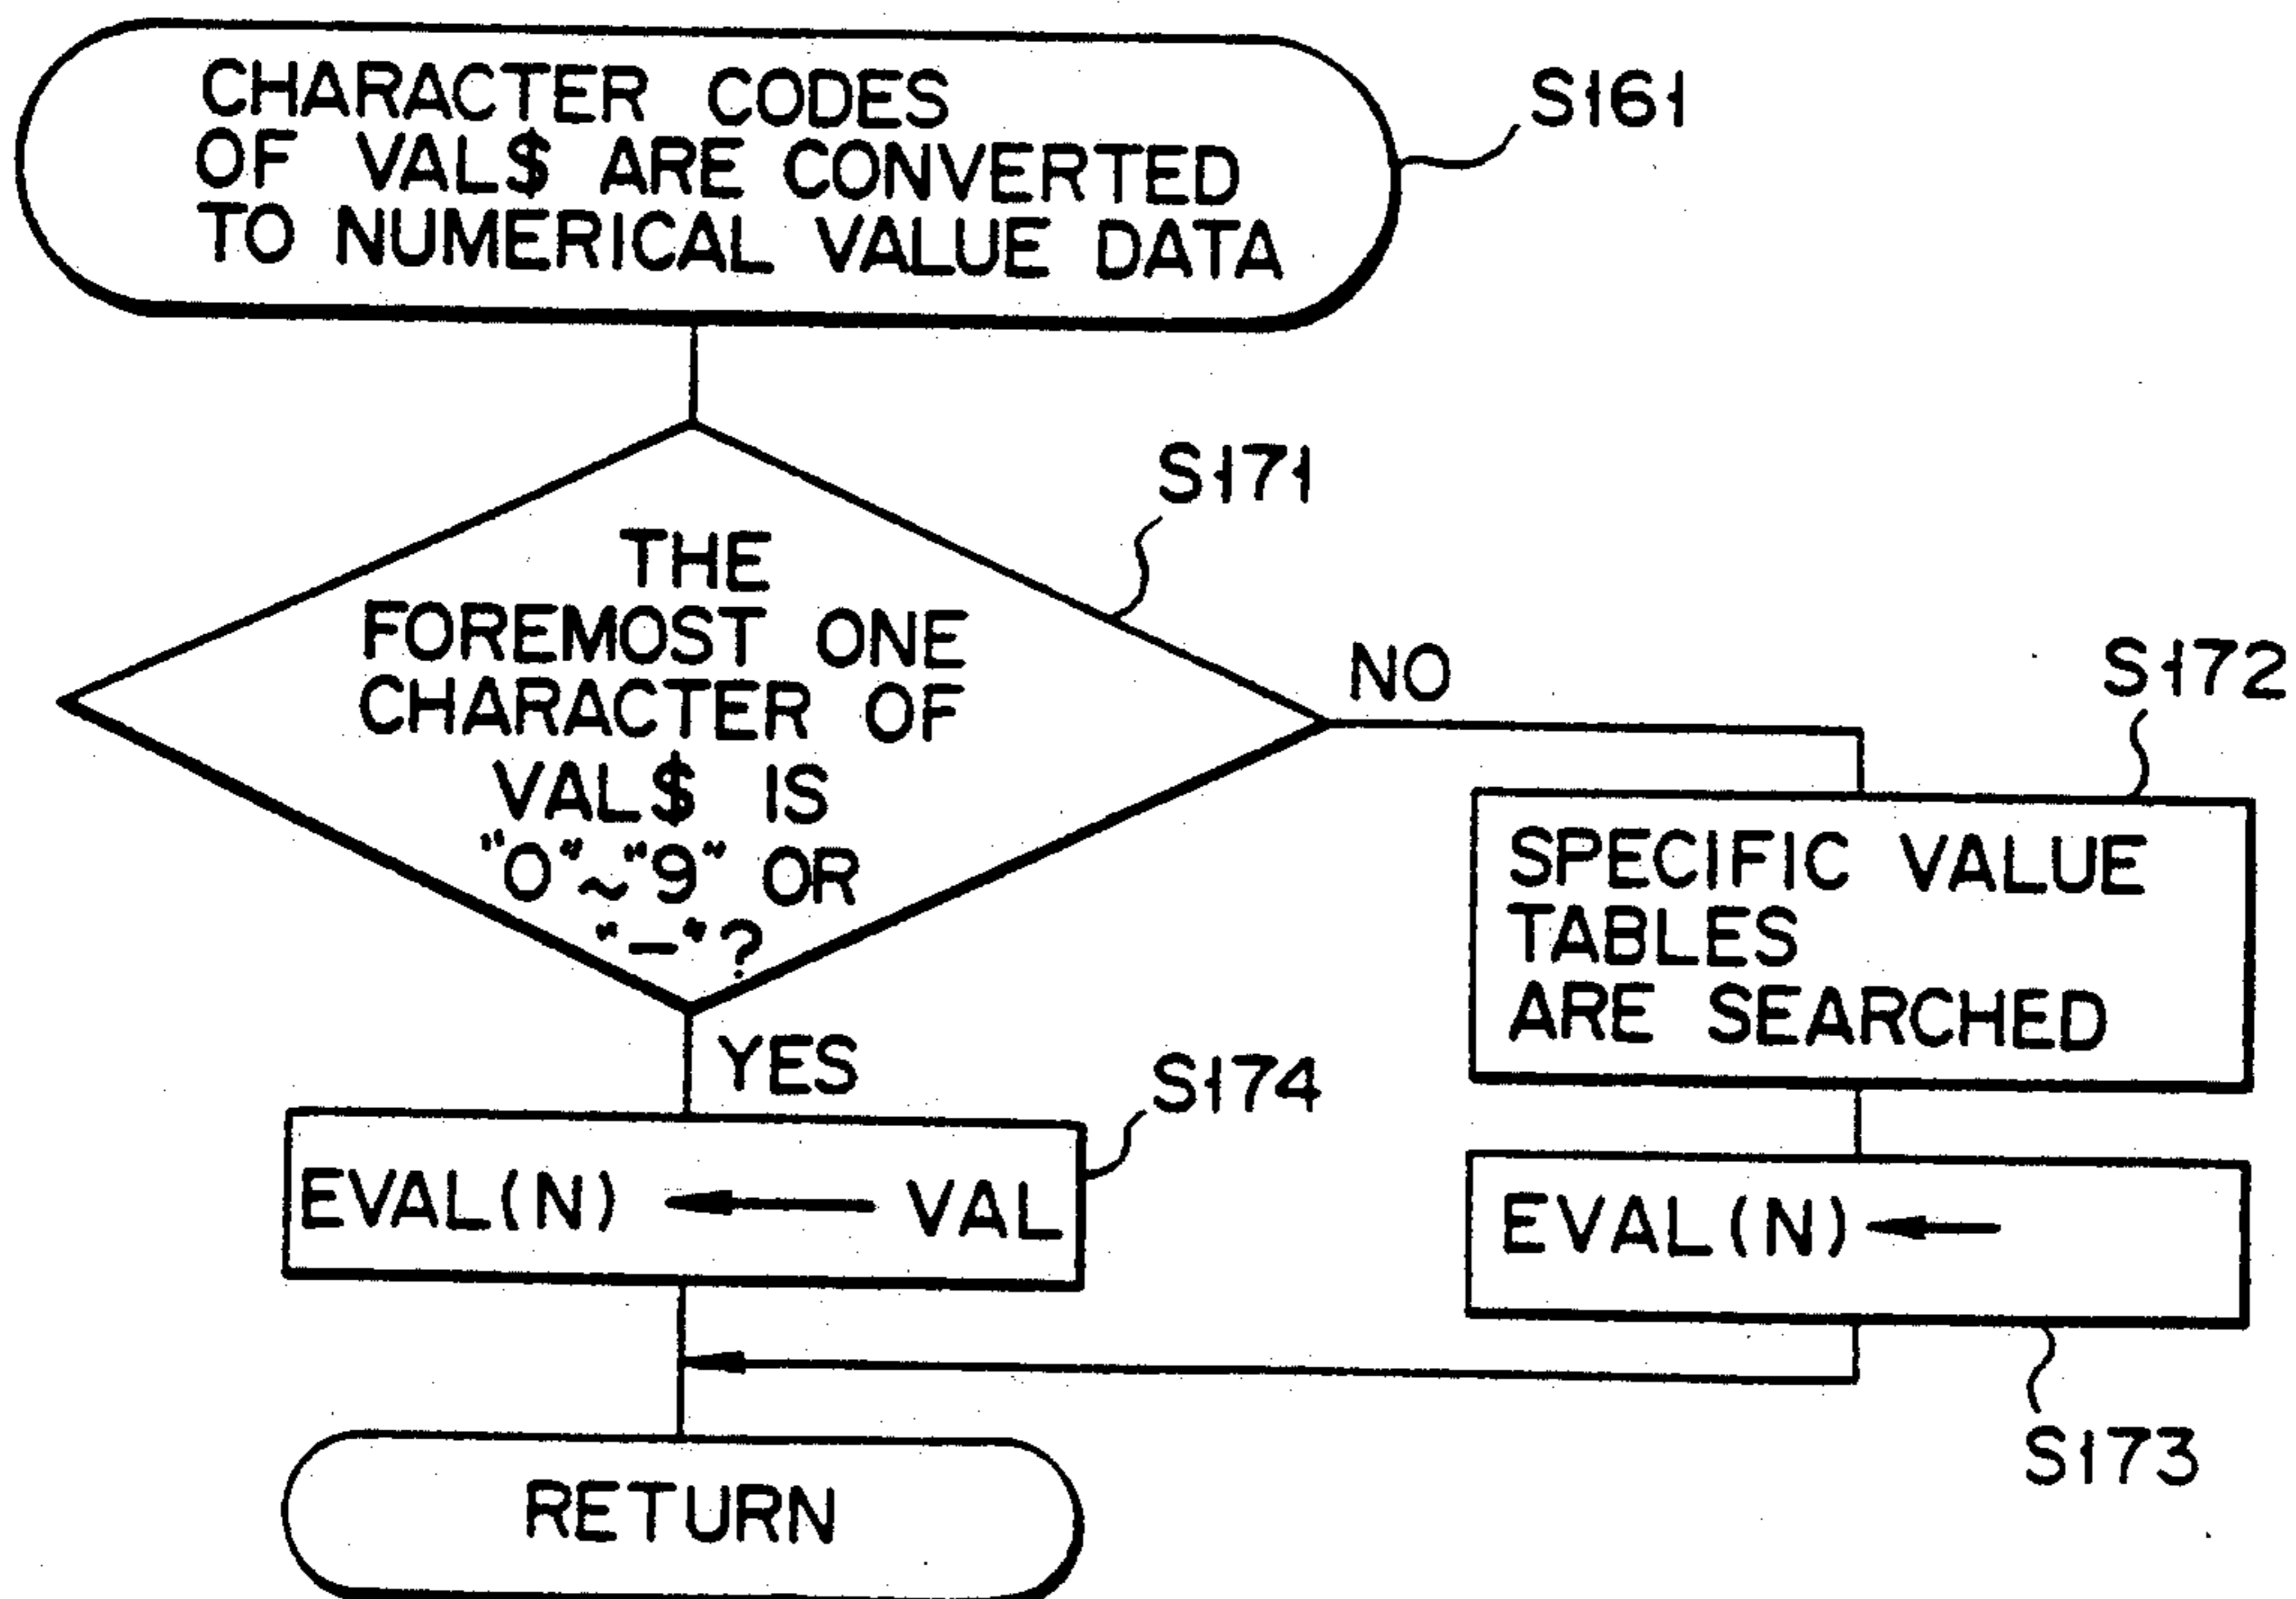 CHARACTER CODES
OF VAL$ ARE CONVERTED
TO NUMERICAL VALUE DATA
S161
S171
THE
FOREMOST ONE
CHARACTER OF
VAL$ IS
"0"~"9" OR
"—"?
NO
S172
SPECIFIC VALUE
TABLES
ARE SEARCHED
YES
S174
EVAL(N) ← VAL
EVAL(N) ←
S173
RETURN